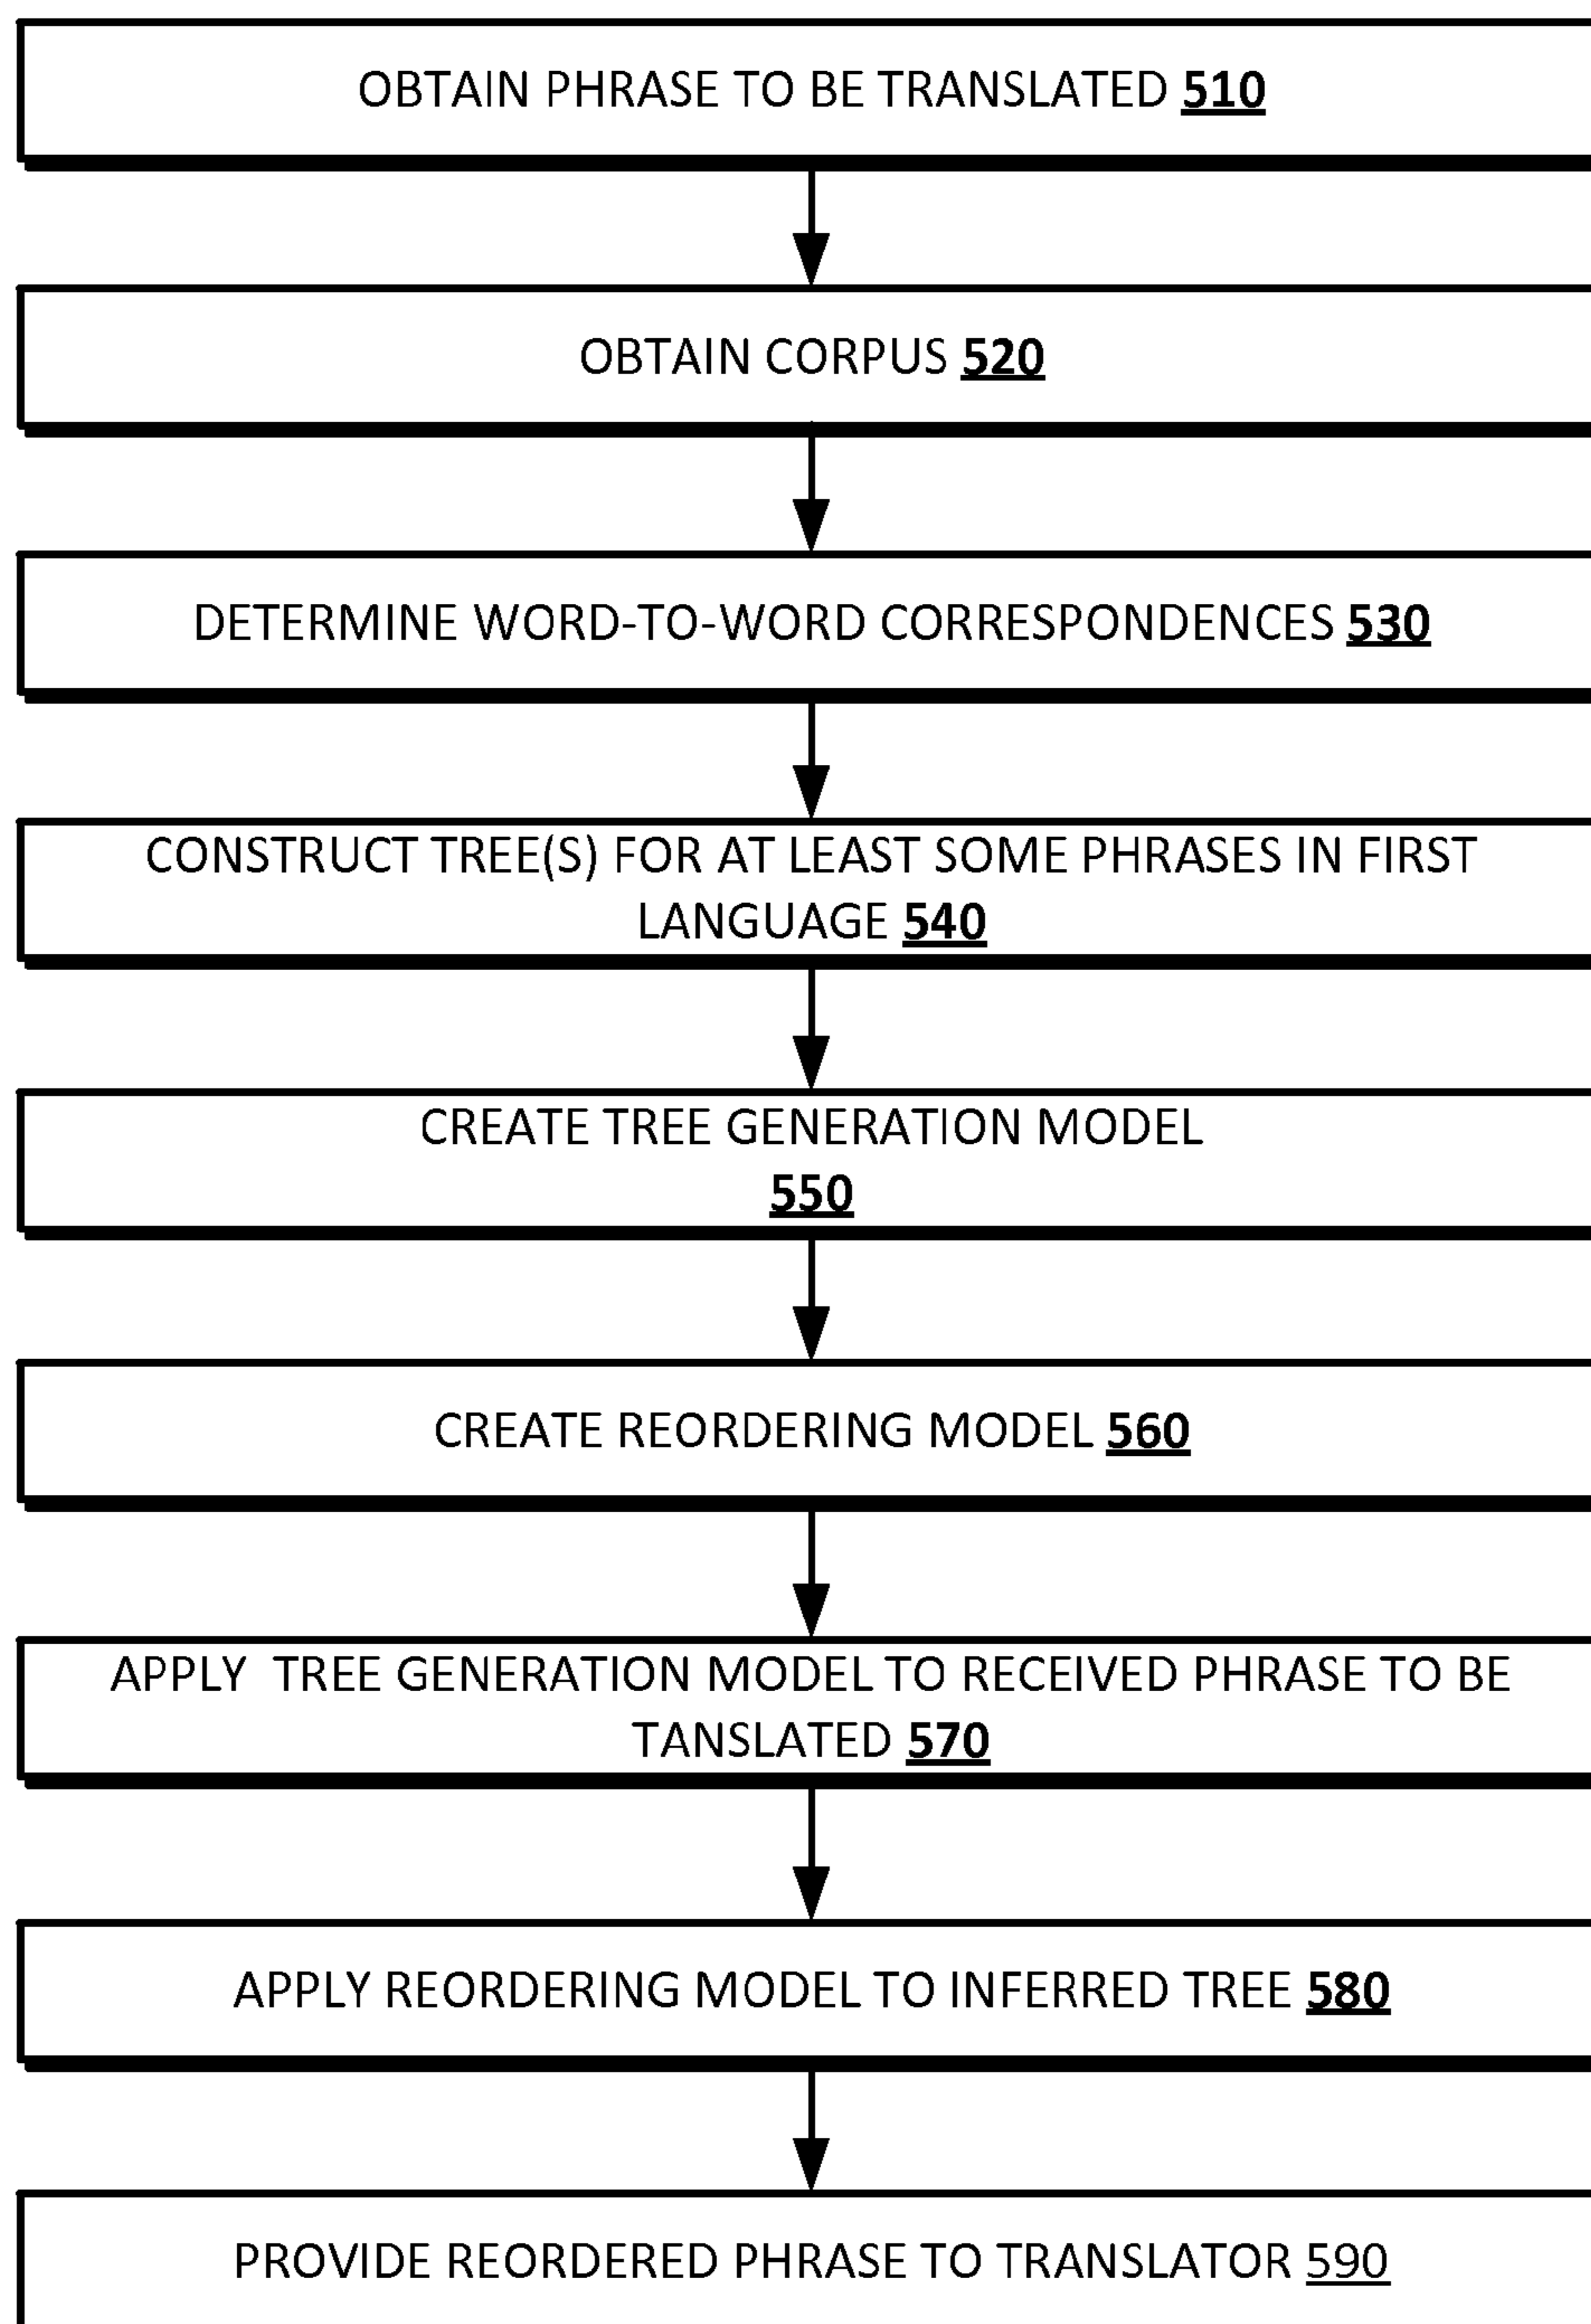 OBTAIN PHRASE TO BE TRANSLATED 510
OBTAIN CORPUS 520
DETERMINE WORD-TO-WORD CORRESPONDENCES 530
CONSTRUCT TREE(S) FOR AT LEAST SOME PHRASES IN FIRST
LANGUAGE 540
CREATE TREE GENERATION MODEL
550
CREATE REORDERING MODEL 560
APPLY TREE GENERATION MODEL TO RECEIVED PHRASE TO BE
TANSLATED 570
APPLY REORDERING MODEL TO INFERRED TREE 580
PROVIDE REORDERED PHRASE TO TRANSLATOR 590